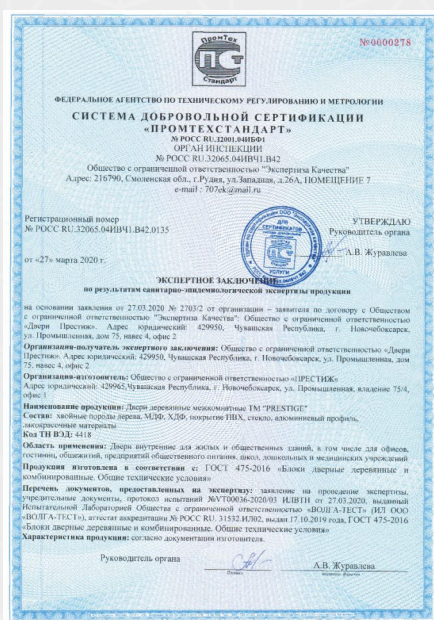 ПромТех
ПС
Стандарт
№0000278
ФЕДЕРАЛЬНОЕ АГЕНТСТВО ПО ТЕХНИЧЕСКОМУ РЕГУЛИРОВАНИЮ И МЕТРОЛОГИИ
СИСТЕМА ДОБРОВОЛЬНОЙ СЕРТИФИКАЦИИ
«ПРОМТЕХСТАНДАРТ»
№ РОСС RU.32001.04ИБФ1
ОРГАН ИНСПЕКЦИИ
№ РОСС RU.32065.04ИВЧ1.В42
Общество с ограниченной ответственностью "Экспертиза Качества"
Адрес: 216790, Смоленская обл., г.Рудня, ул.Западная, д.26А, ПОМЕЩЕНИЕ 7
e-mail : 707ek@mail.ru
Регистрационный номер
№ РОСС RU.32065.04ИВЧ1.В42.0135
УТВЕРЖДАЮ
Руководитель органа
А.В. Журавлева
ДЛЯ СЕРТИФИКАТОВ
УСЛУГИ
от «27» марта 2020 г.
ЭКСПЕРТНОЕ ЗАКЛЮЧЕНИЕ
по результатам санитарно-эпидемиологической экспертизы продукции
на основании заявления от 27.03.2020 № 2703/2 от организации – заявителя по договору с Обществом
с ограниченной ответственностью "Экспертиза Качества": Общество с ограниченной ответственностью
«Двери Престиж». Адрес юридический: 429950, Чувашская Республика, г. Новочебоксарск,
ул. Промышленная, дом 75, навес 4, офис 2
Организация-получатель экспертного заключения: Общество с ограниченной ответственностью «Двери
Престиж». Адрес юридический: 429950, Чувашская Республика, г. Новочебоксарск, ул. Промышленная, дом
75, навес 4, офис 2
Организация-изготовитель: Общество с ограниченной ответственностью «ПРЕСТИЖ»
Адрес юридический: 429965,Чувашская Республика, г. Новочебоксарск, ул. Промышленная, владение 75/4,
офис 1
Наименование продукции: Двери деревянные межкомнатные ТМ "PRESTIGE"
Состав: хвойные породы дерева, МДФ, ХДФ, покрытие ПВХ, стекло, алюминиевый профиль,
лакокрасочные материалы
Код ТН ВЭД: 4418
Область применения: Двери внутренние для жилых и общественных зданий, в том числе для офисов,
гостиниц, общежитий, предприятий общественного питания, школ, дошкольных и медицинских учреждений
Продукция изготовлена в соответствии с: ГОСТ 475-2016 «Блоки дверные деревянные и
комбинированные. Общие технические условия»
Перечень документов, предоставленных на экспертизу: заявление на проведение экспертизы,
учредительные документы, протокол испытаний №VT00036-2020/03 ИЛВТН от 27.03.2020, выданный
Испытательной Лабораторией Общества с ограниченной ответственностью «ВОЛГА-ТЕСТ» (ИЛ ООО
«ВОЛГА-ТЕСТ»), аттестат аккредитации № РОСС RU. 31532.ИЛ02, выдан 17.10.2019 года, ГОСТ 475-2016
«Блоки дверные деревянные и комбинированные. Общие технические условия»
Характеристика продукции: согласно документации изготовителя.
Руководитель органа
А.В. Журавлева